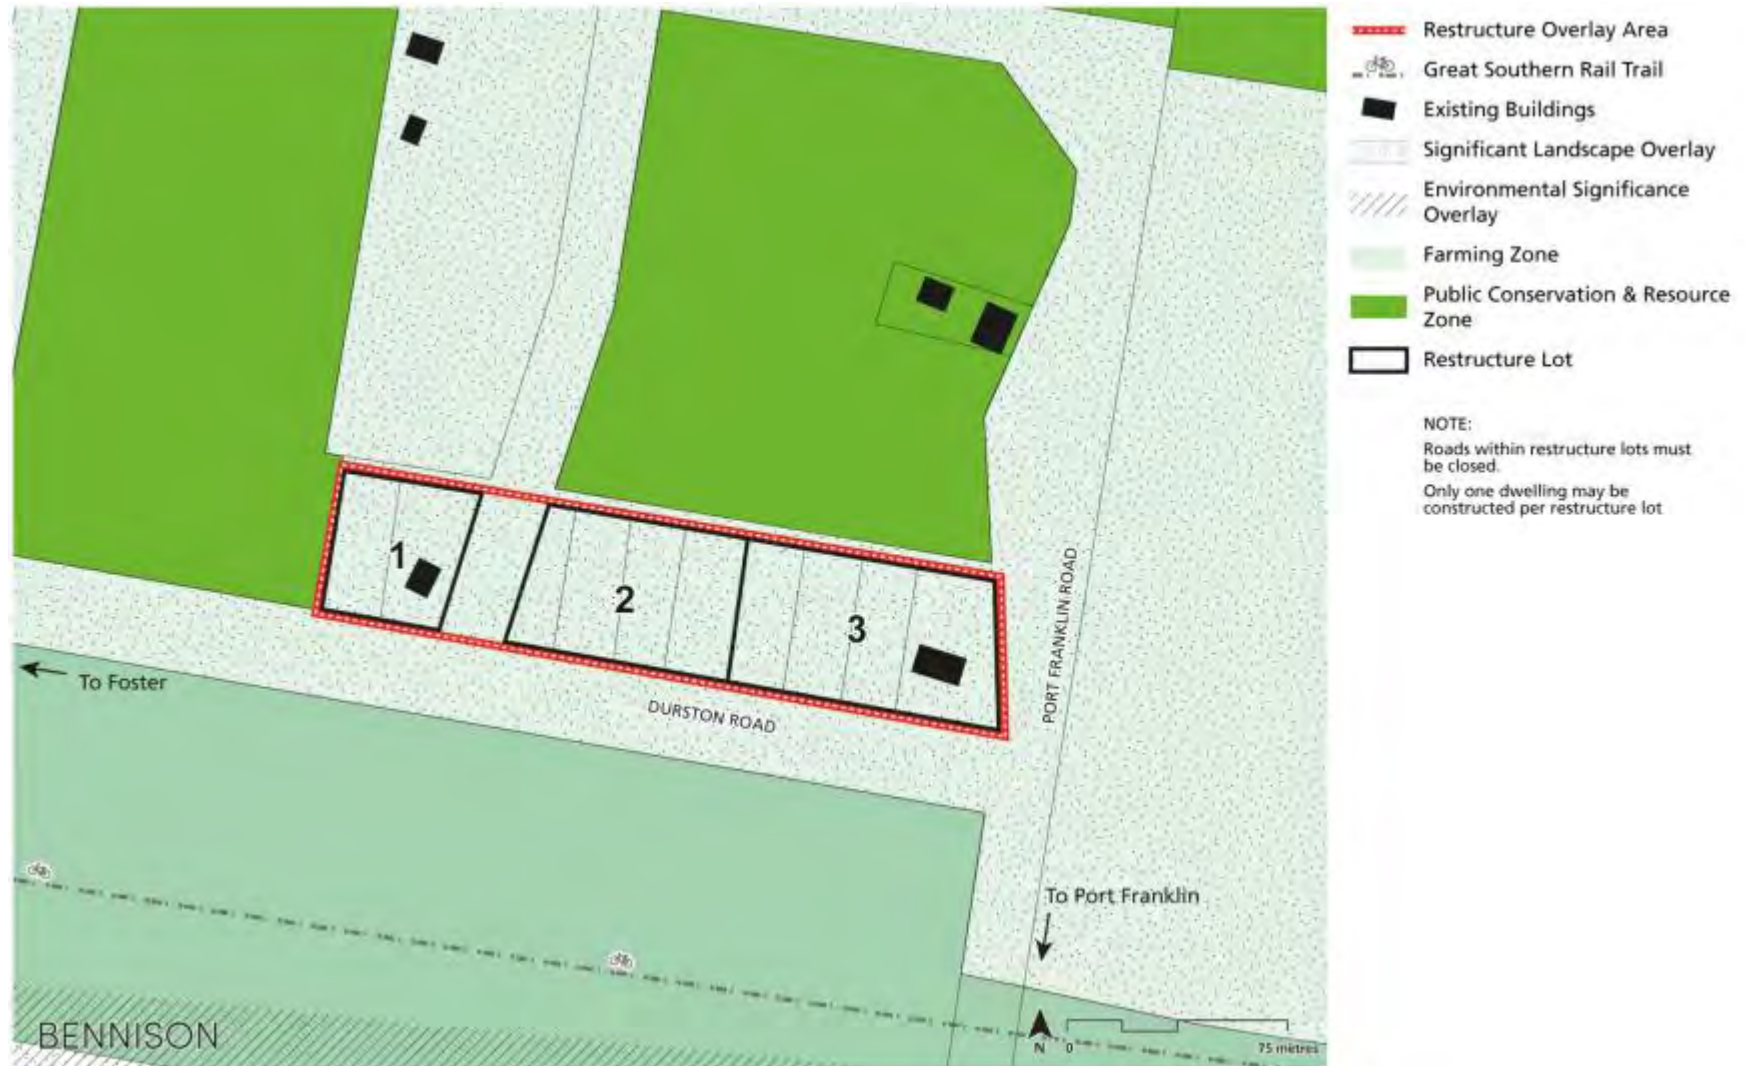 Restructure Overlay Area
Great Southern Rail Trail
Existing Buildings
Significant Landscape Overlay
Environmental Significance
Overlay
Farming Zone
Public Conservation & Resource
Zone
Restructure Lot
NOTE:
Roads within restructure lots must
be closed.
Only one dwelling may be
constructed per restructure lot
1
2
3
PORT FRANKLIN ROAD
To Foster
DURSTON ROAD
To Port Franklin
BENNISON
N
0
75 metres